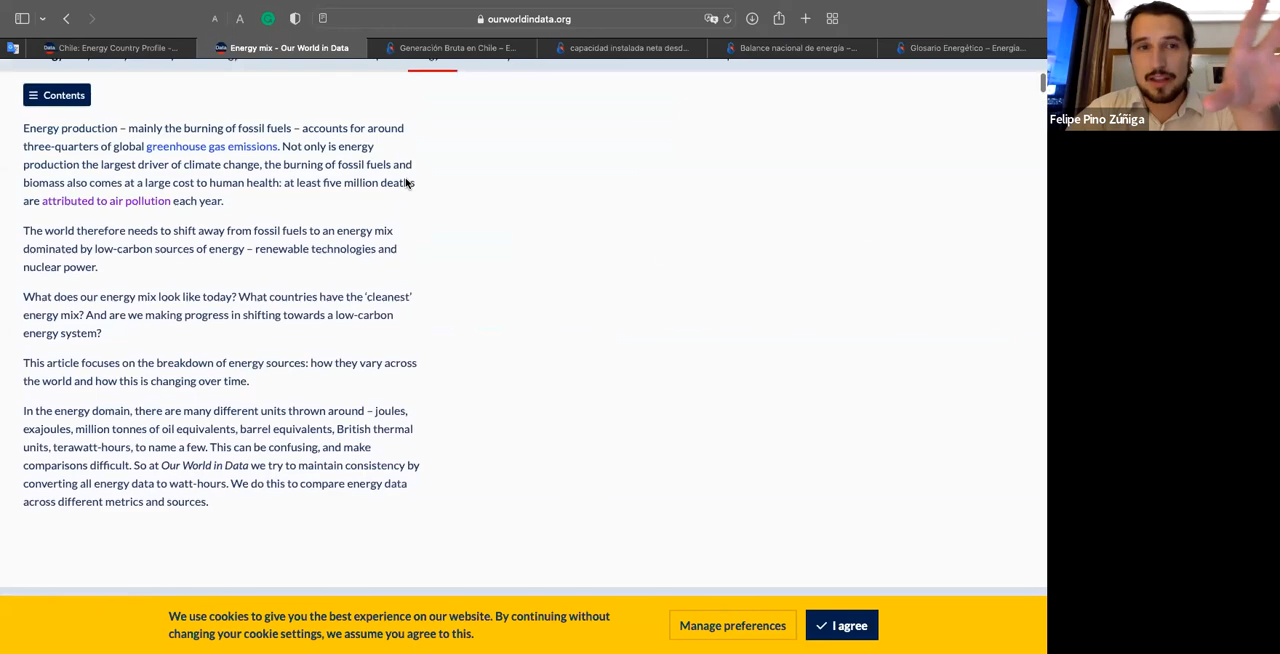 A A ourworldindata.org
Chile: Energy Country Profile -...
Energy mix - Our World in Data
Generación Bruta en Chile – E...
capacidad instalada neta desd...
Balance nacional de energía –...
Glosario Energético – Energía...
Contents
Energy production – mainly the burning of fossil fuels – accounts for around
three-quarters of global greenhouse gas emissions. Not only is energy
production the largest driver of climate change, the burning of fossil fuels and
biomass also comes at a large cost to human health: at least five million deaths
are attributed to air pollution each year.
The world therefore needs to shift away from fossil fuels to an energy mix
dominated by low-carbon sources of energy – renewable technologies and
nuclear power.
What does our energy mix look like today? What countries have the ‘cleanest’
energy mix? And are we making progress in shifting towards a low-carbon
energy system?
This article focuses on the breakdown of energy sources: how they vary across
the world and how this is changing over time.
In the energy domain, there are many different units thrown around – joules,
exajoules, million tonnes of oil equivalents, barrel equivalents, British thermal
units, terawatt-hours, to name a few. This can be confusing, and make
comparisons difficult. So at Our World in Data we try to maintain consistency by
converting all energy data to watt-hours. We do this to compare energy data
across different metrics and sources.
We use cookies to give you the best experience on our website. By continuing without
changing your cookie settings, we assume you agree to this.
Manage preferences
I agree
Felipe Pino Zúñiga